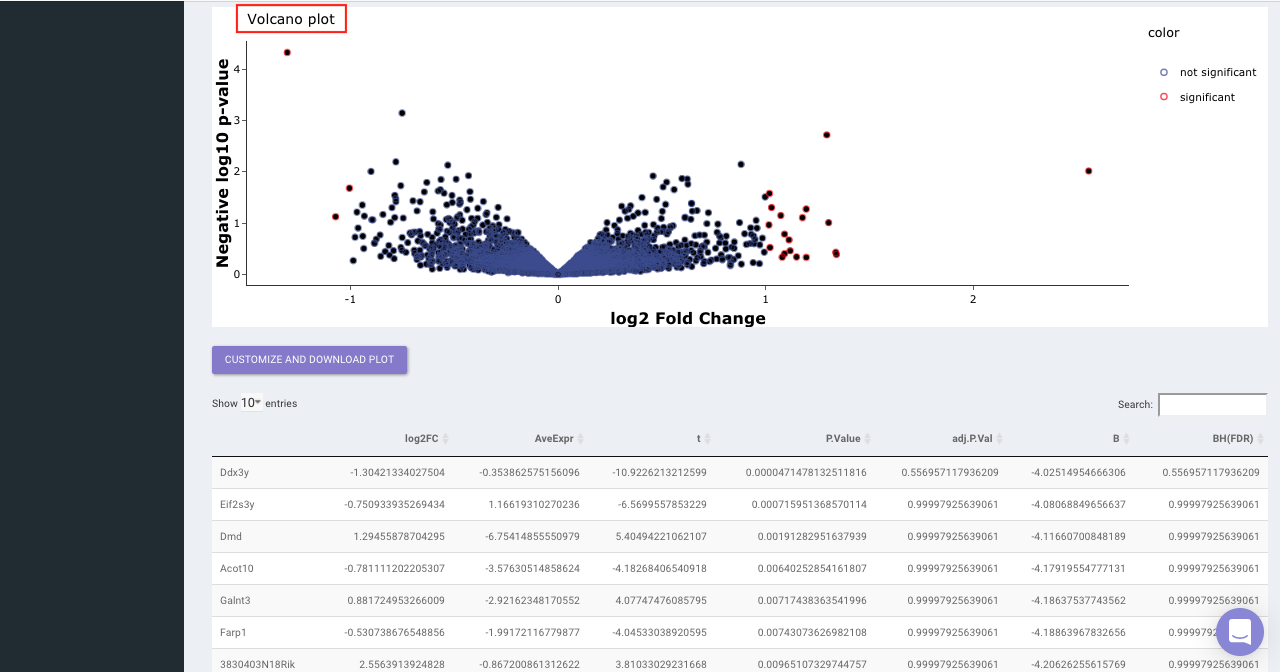 Volcano plot
color
not significant
significant
Negative log10 p-value
4
3
2
1
0
-1
0
1
2
log2 Fold Change
CUSTOMIZE AND DOWNLOAD PLOT
Show 10 entries
Search:
log2FC AveExpr t P.Value adj.P.Val B BH(FDR)
Ddx3y -1.30421334027504 -0.353862575156096 -10.9226213212599 0.0000471478132511816 0.556957117936209 -4.02514954666306 0.556957117936209
Eif2s3y -0.750933935269434 1.16619310270236 -6.5699557853229 0.000715951368570114 0.99997925639061 -4.08068849656637 0.99997925639061
Dmd 1.29455878704295 -6.75414855550979 5.40494221062107 0.00191282951637939 0.99997925639061 -4.11660700848189 0.99997925639061
Acot10 -0.781111202205307 -3.57630514858624 -4.18268406540918 0.00640252854161807 0.99997925639061 -4.17919554777131 0.99997925639061
Galnt3 0.881724953266009 -2.92162348170552 4.07747476085795 0.00717438363541996 0.99997925639061 -4.18637537743562 0.99997925639061
Farp1 -0.530738676548856 -1.99172116779877 -4.04533038920595 0.00743073626982108 0.99997925639061 -4.18863967832656
3830403N18Rik 2.5563913924828 3.81033029231668 0.00965107329744757 0.99997925639061 -4.20626255615769